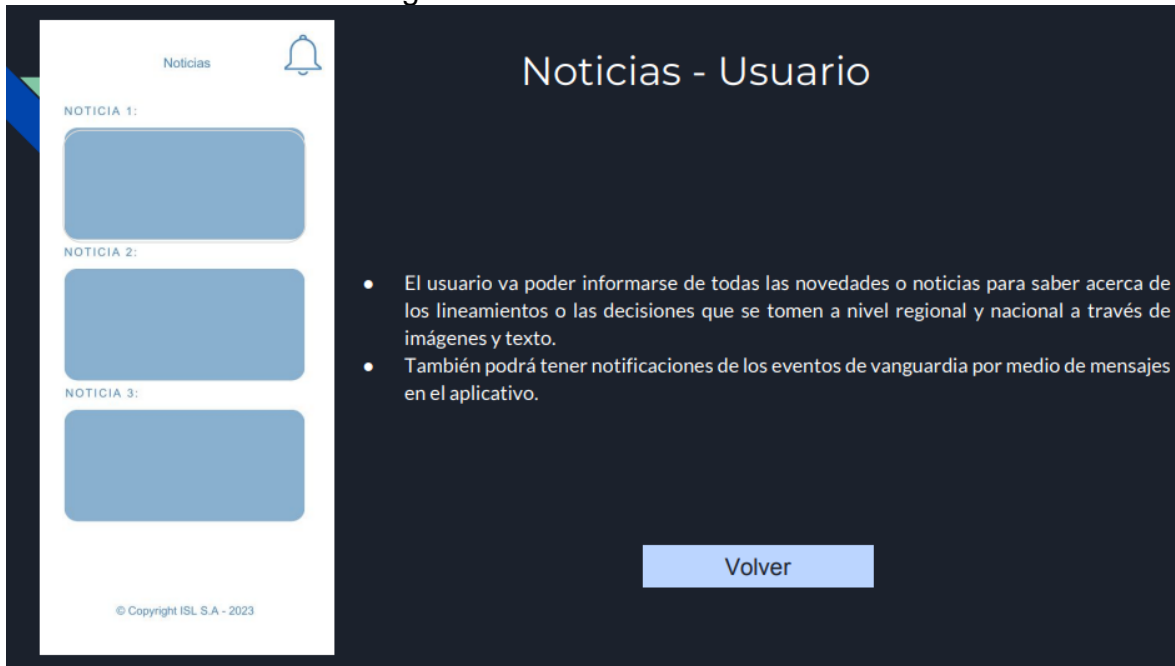 Noticias
NOTICIA 1:
NOTICIA 2:
NOTICIA 3:
© Copyright ISL S.A - 2023
Noticias - Usuario
● El usuario va poder informarse de todas las novedades o noticias para saber acerca de
los lineamientos o las decisiones que se tomen a nivel regional y nacional a través de
imágenes y texto.
● También podrá tener notificaciones de los eventos de vanguardia por medio de mensajes
en el aplicativo.
Volver